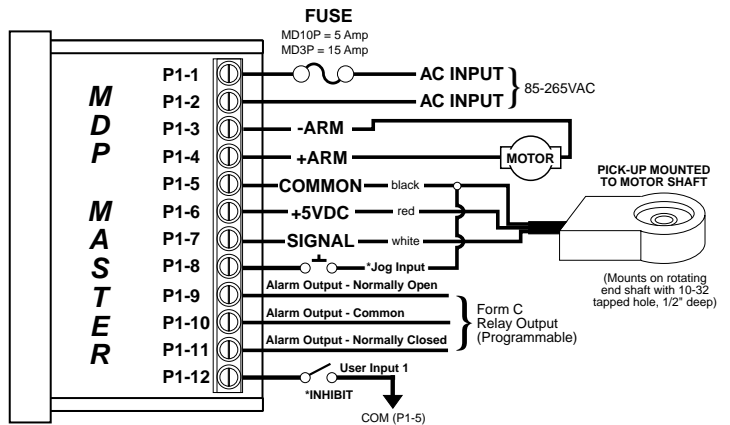 FUSE
MD10P = 5 Amp
MD3P = 15 Amp
MDP MASTER
P1-1
AC INPUT
P1-2
AC INPUT
85-265VAC
P1-3
-ARM
P1-4
+ARM
MOTOR
P1-5
COMMON
black
P1-6
+5VDC
red
P1-7
SIGNAL
white
P1-8
*Jog Input
PICK-UP MOUNTED
TO MOTOR SHAFT
(Mounts on rotating
end shaft with 10-32
tapped hole, 1/2" deep)
P1-9
Alarm Output - Normally Open
P1-10
Alarm Output - Common
P1-11
Alarm Output - Normally Closed
Form C
Relay Output
(Programmable)
P1-12
User Input 1
*INHIBIT
COM (P1-5)